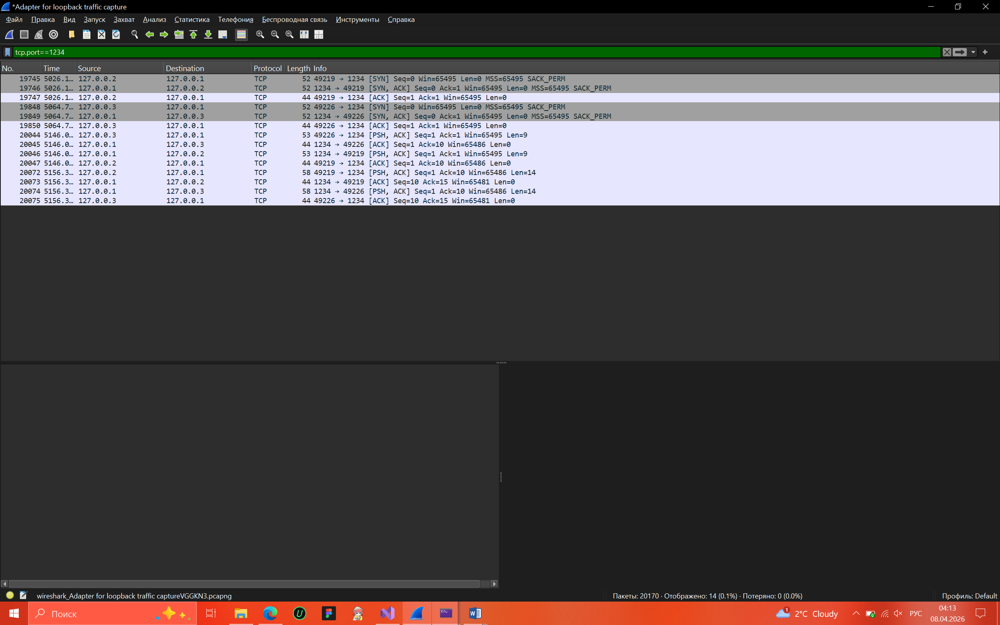 *Adapter for loopback traffic capture
Файл Правка Вид Запуск Захват Анализ Статистика Телефония Беспроводная связь Инструменты Справка
tcp.port==1234
No. Time Source Destination Protocol Length Info
19745 5026.1… 127.0.0.2 127.0.0.1 TCP 52 49219 → 1234 [SYN] Seq=0 Win=65495 Len=0 MSS=65495 SACK_PERM
19746 5026.1… 127.0.0.1 127.0.0.2 TCP 52 1234 → 49219 [SYN, ACK] Seq=0 Ack=1 Win=65495 Len=0 MSS=65495 SACK_PERM
19747 5026.1… 127.0.0.2 127.0.0.1 TCP 44 49219 → 1234 [ACK] Seq=1 Ack=1 Win=65495 Len=0
19848 5064.7… 127.0.0.3 127.0.0.1 TCP 52 49226 → 1234 [SYN] Seq=0 Win=65495 Len=0 MSS=65495 SACK_PERM
19849 5064.7… 127.0.0.1 127.0.0.3 TCP 52 1234 → 49226 [SYN, ACK] Seq=0 Ack=1 Win=65495 Len=0 MSS=65495 SACK_PERM
19850 5064.7… 127.0.0.3 127.0.0.1 TCP 44 49226 → 1234 [ACK] Seq=1 Ack=1 Win=65495 Len=0
20044 5146.0… 127.0.0.3 127.0.0.1 TCP 53 49226 → 1234 [PSH, ACK] Seq=1 Ack=1 Win=65495 Len=9
20045 5146.0… 127.0.0.1 127.0.0.3 TCP 44 1234 → 49226 [ACK] Seq=1 Ack=10 Win=65486 Len=0
20046 5146.0… 127.0.0.1 127.0.0.2 TCP 53 1234 → 49219 [PSH, ACK] Seq=1 Ack=1 Win=65495 Len=9
20047 5146.0… 127.0.0.2 127.0.0.1 TCP 44 49219 → 1234 [ACK] Seq=1 Ack=10 Win=65486 Len=0
20072 5156.3… 127.0.0.2 127.0.0.1 TCP 58 49219 → 1234 [PSH, ACK] Seq=1 Ack=10 Win=65486 Len=14
20073 5156.3… 127.0.0.1 127.0.0.2 TCP 44 1234 → 49219 [ACK] Seq=10 Ack=15 Win=65481 Len=0
20074 5156.3… 127.0.0.1 127.0.0.3 TCP 58 1234 → 49226 [PSH, ACK] Seq=1 Ack=10 Win=65486 Len=14
20075 5156.3… 127.0.0.3 127.0.0.1 TCP 44 49226 → 1234 [ACK] Seq=10 Ack=15 Win=65481 Len=0
wireshark_Adapter for loopback traffic captureVGGKN3.pcapng
Пакеты: 20170 · Отображено: 14 (0.1%) · Потеряно: 0 (0.0%)
Профиль: Default
Поиск
1
2°C Cloudy
РУС
04:13
08.04.2026